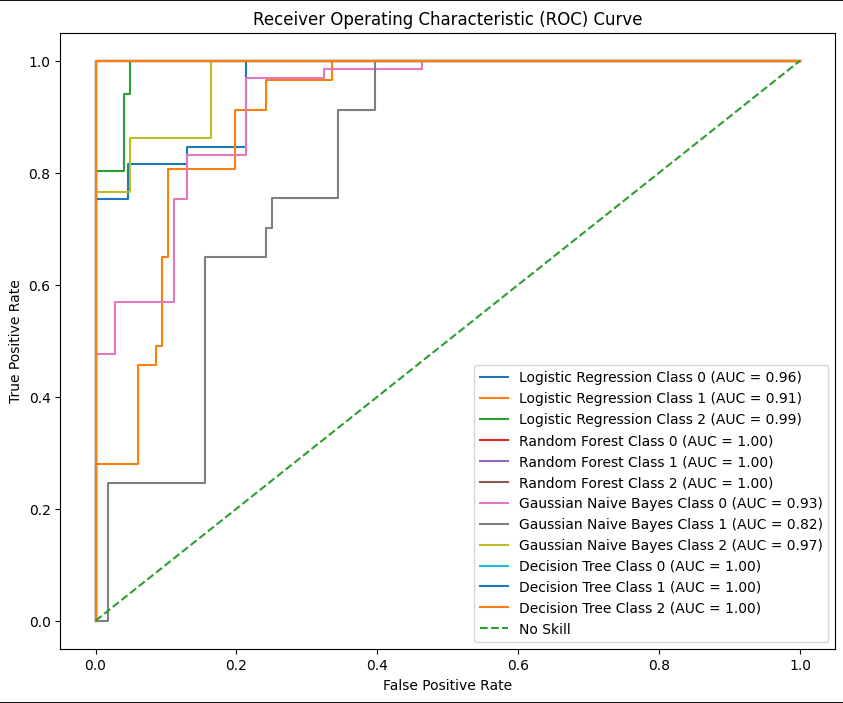 Receiver Operating Characteristic (ROC) Curve
1.0
0.8
0.6
0.4
0.2
0.0
True Positive Rate
Logistic Regression Class 0 (AUC = 0.96)
Logistic Regression Class 1 (AUC = 0.91)
Logistic Regression Class 2 (AUC = 0.99)
Random Forest Class 0 (AUC = 1.00)
Random Forest Class 1 (AUC = 1.00)
Random Forest Class 2 (AUC = 1.00)
Gaussian Naive Bayes Class 0 (AUC = 0.93)
Gaussian Naive Bayes Class 1 (AUC = 0.82)
Gaussian Naive Bayes Class 2 (AUC = 0.97)
Decision Tree Class 0 (AUC = 1.00)
Decision Tree Class 1 (AUC = 1.00)
Decision Tree Class 2 (AUC = 1.00)
No Skill
0.0 0.2 0.4 0.6 0.8 1.0
False Positive Rate